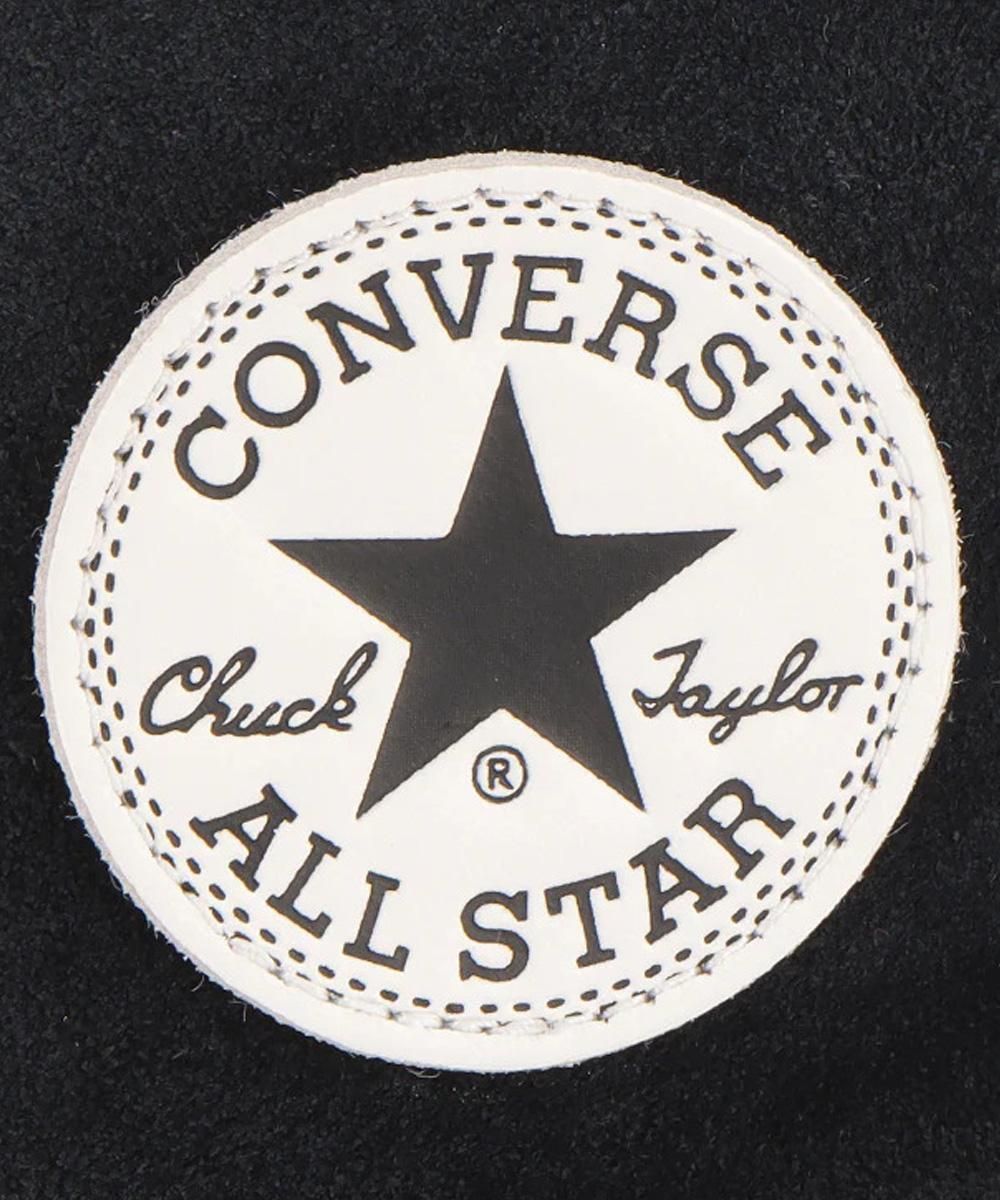 CONVERSE
Chuck Taylor
®
ALL STAR